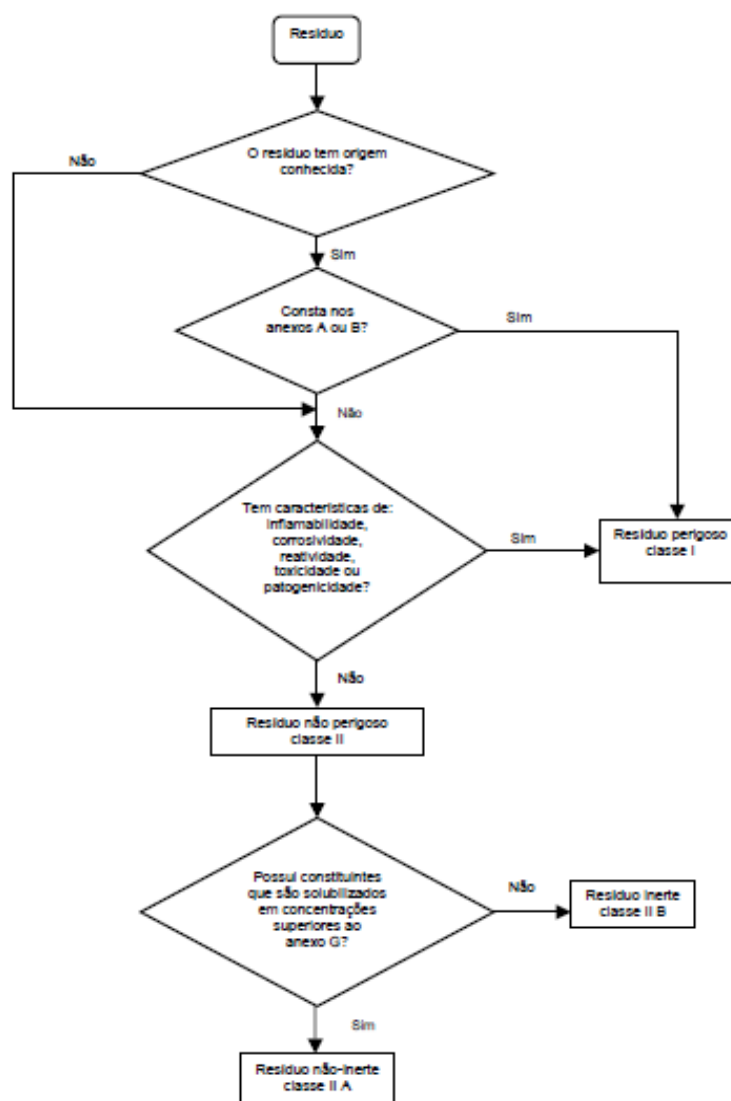 Resíduo
O resíduo tem origem
conhecida?
Não
Sim
Consta nos
anexos A ou B?
Sim
Não
Tem características de:
inflamabilidade,
corrosividade,
reatividade,
toxicidade ou
patogenicidade?
Sim
Resíduo perigoso
classe I
Não
Resíduo não perigoso
classe II
Possui constituintes
que são solubilizados
em concentrações
superiores ao
anexo G?
Não
Resíduo inerte
classe II B
Sim
Resíduo não-inerte
classe II A